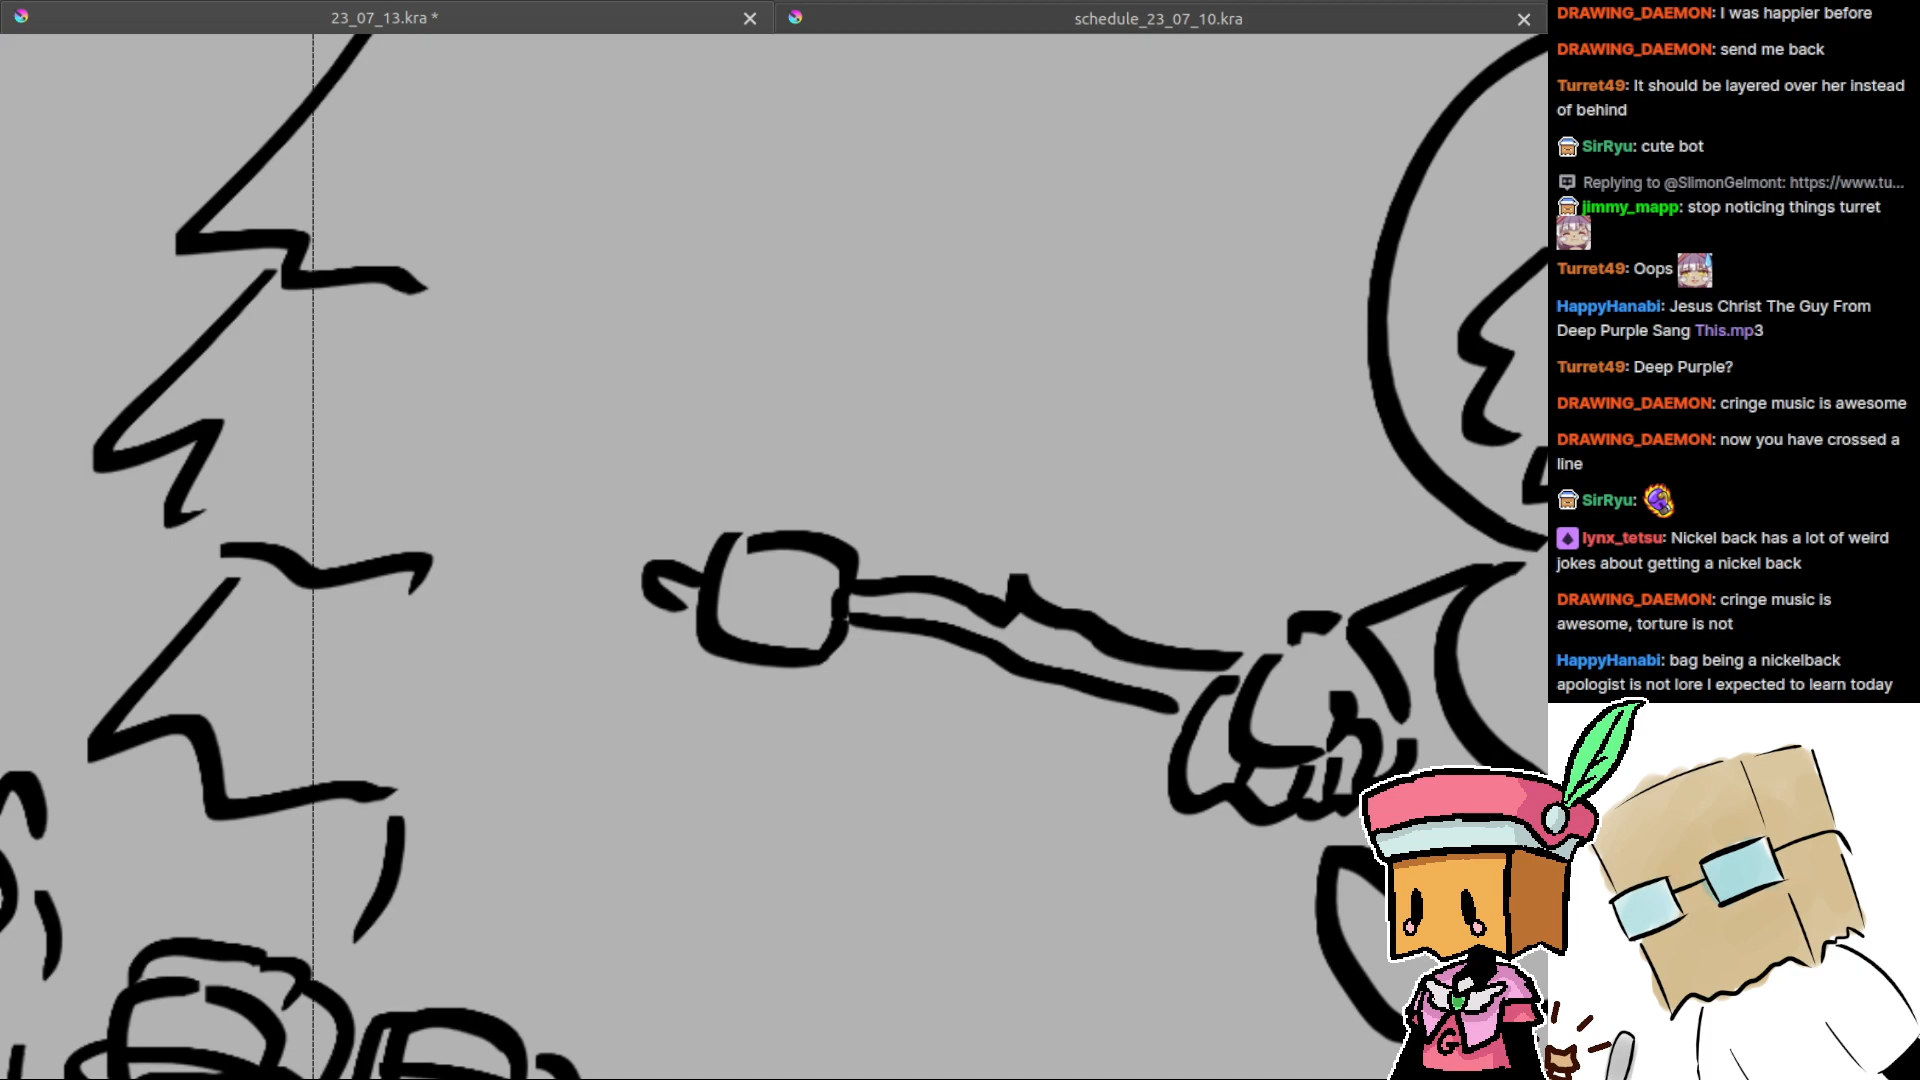 23_07_13.kra *
schedule_23_07_10.kra
DRAWING_DAEMON: I was happier before
DRAWING_DAEMON: send me back
Turret49: It should be layered over her instead
of behind
SirRyu: cute bot
Replying to @SlimonGelmont: https://www.tu...
jimmy_mapp: stop noticing things turret
Turret49: Oops
HappyHanabi: Jesus Christ The Guy From
Deep Purple Sang This.mp3
Turret49: Deep Purple?
DRAWING_DAEMON: cringe music is awesome
DRAWING_DAEMON: now you have crossed a
line
SirRyu:
lynx_tetsu: Nickel back has a lot of weird
jokes about getting a nickel back
DRAWING_DAEMON: cringe music is
awesome, torture is not
HappyHanabi: bag being a nickelback
apologist is not lore I expected to learn today
G